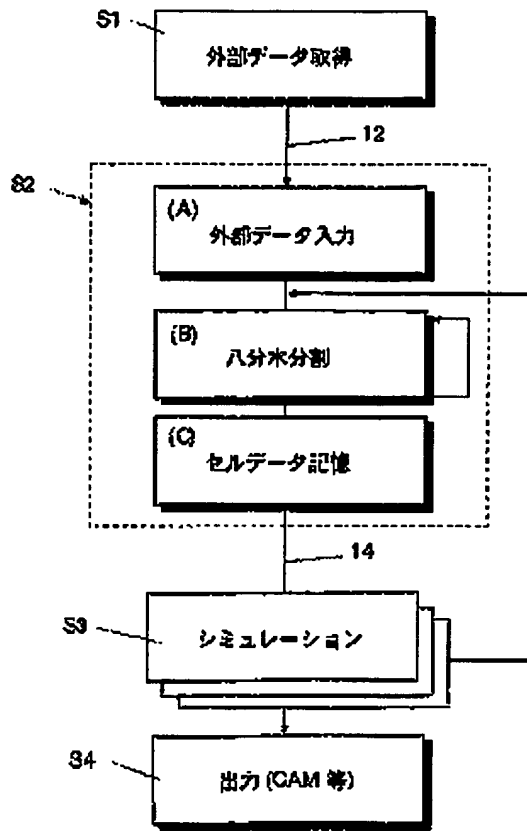 S1
外部データ取得
12
S2
(A)
外部データ入力
(B)
八分木分割
(C)
セルデータ記憶
14
S3
シミュレーション
S4
出力 (CAM 等)